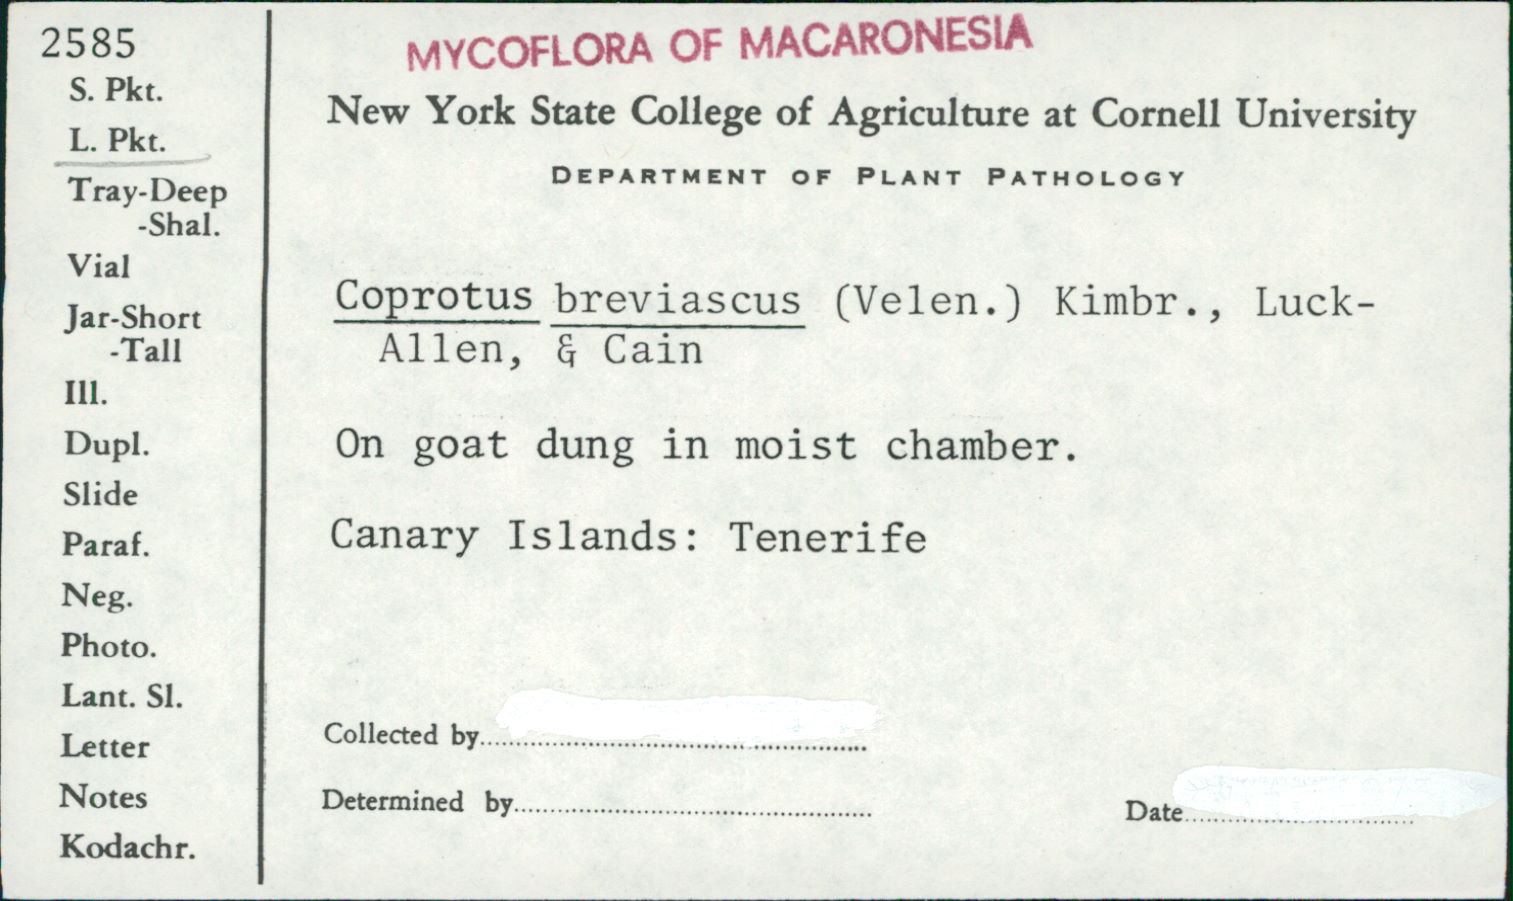 2585
S. Pkt.
L. Pkt.
Tray-Deep
-Shal.
Vial
Jar-Short
-Tall
Ill.
Dupl.
Slide
Paraf.
Neg.
Photo.
Lant. Sl.
Letter
Notes
Kodachr.
MYCOFLORA OF MACARONESIA
New York State College of Agriculture at Cornell University
DEPARTMENT OF PLANT PATHOLOGY
Coprotus breviascus (Velen.) Kimbr., Luck-
Allen, & Cain
On goat dung in moist chamber.
Canary Islands: Tenerife
Collected by
Determined by
Date